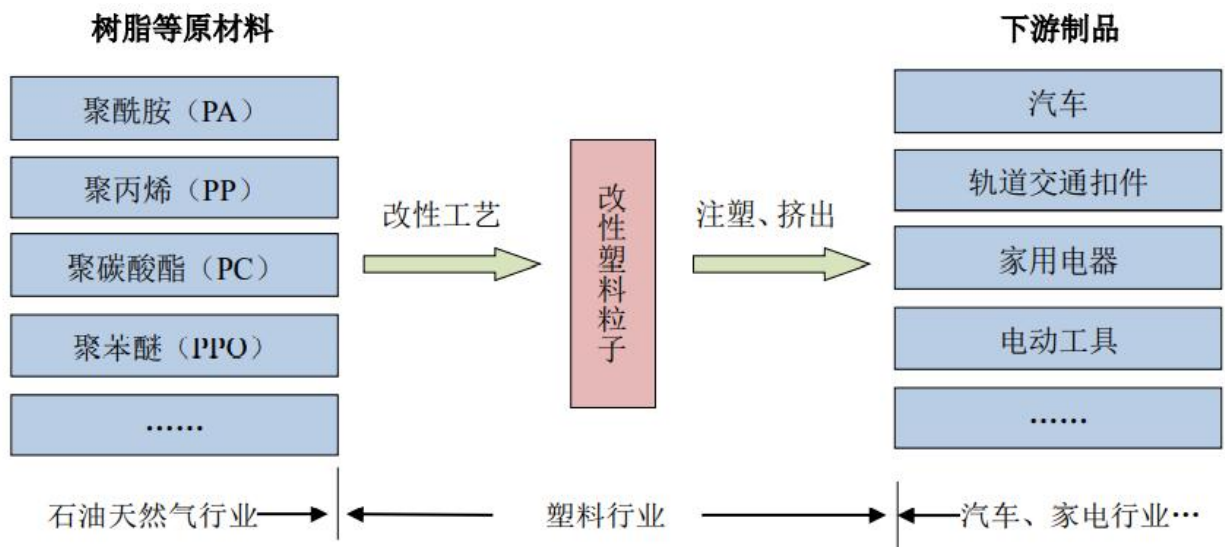 树脂等原材料
下游制品
聚酰胺（PA）
聚丙烯（PP）
聚碳酸酯（PC）
聚苯醚（PPO）
……
改性工艺
改性塑料粒子
注塑、挤出
汽车
轨道交通扣件
家用电器
电动工具
……
石油天然气行业
塑料行业
汽车、家电行业…